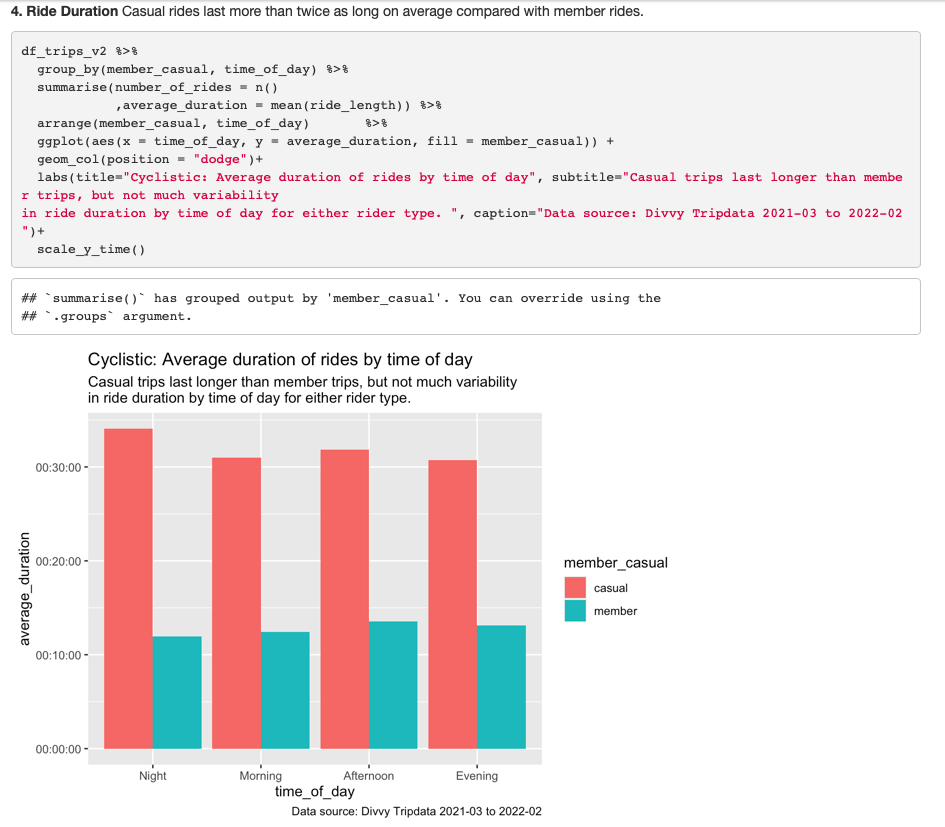 4. Ride Duration Casual rides last more than twice as long on average compared with member rides.
df_trips_v2 %>%
  group_by(member_casual, time_of_day) %>%
  summarise(number_of_rides = n()
            ,average_duration = mean(ride_length)) %>%
  arrange(member_casual, time_of_day)       %>%
  ggplot(aes(x = time_of_day, y = average_duration, fill = member_casual)) +
  geom_col(position = "dodge")+
  labs(title="Cyclistic: Average duration of rides by time of day", subtitle="Casual trips last longer than membe
r trips, but not much variability
in ride duration by time of day for either rider type. ", caption="Data source: Divvy Tripdata 2021-03 to 2022-02
")+
  scale_y_time()
## `summarise()` has grouped output by 'member_casual'. You can override using the
## `.groups` argument.
Cyclistic: Average duration of rides by time of day
Casual trips last longer than member trips, but not much variability
in ride duration by time of day for either rider type.
00:30:00
00:20:00
00:10:00
00:00:00
average_duration
Night Morning Afternoon Evening
time_of_day
member_casual
casual
member
Data source: Divvy Tripdata 2021-03 to 2022-02